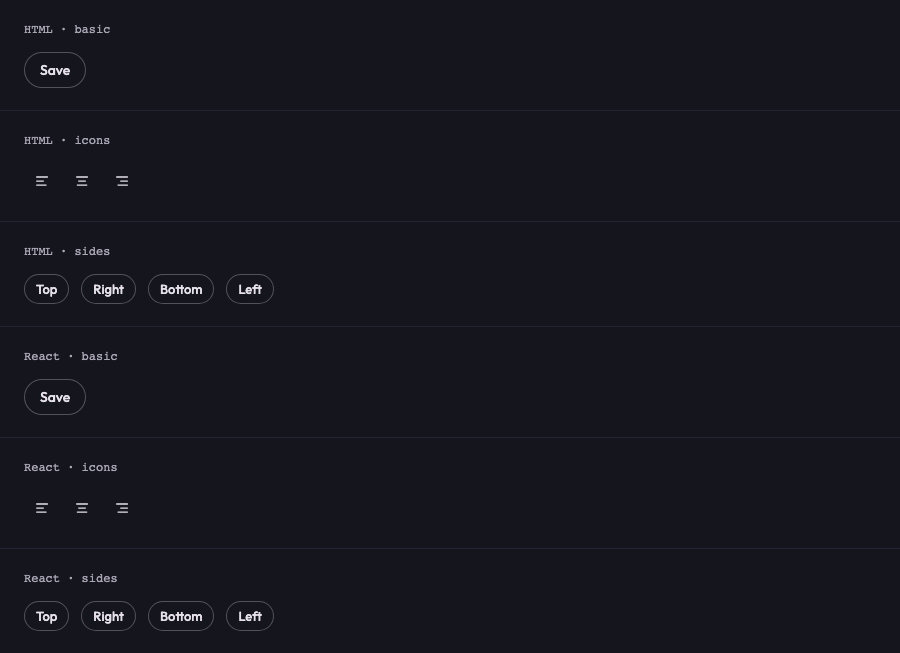 HTML · basic
Save
HTML · icons
HTML · sides
Top Right Bottom Left
React · basic
Save
React · icons
React · sides
Top Right Bottom Left